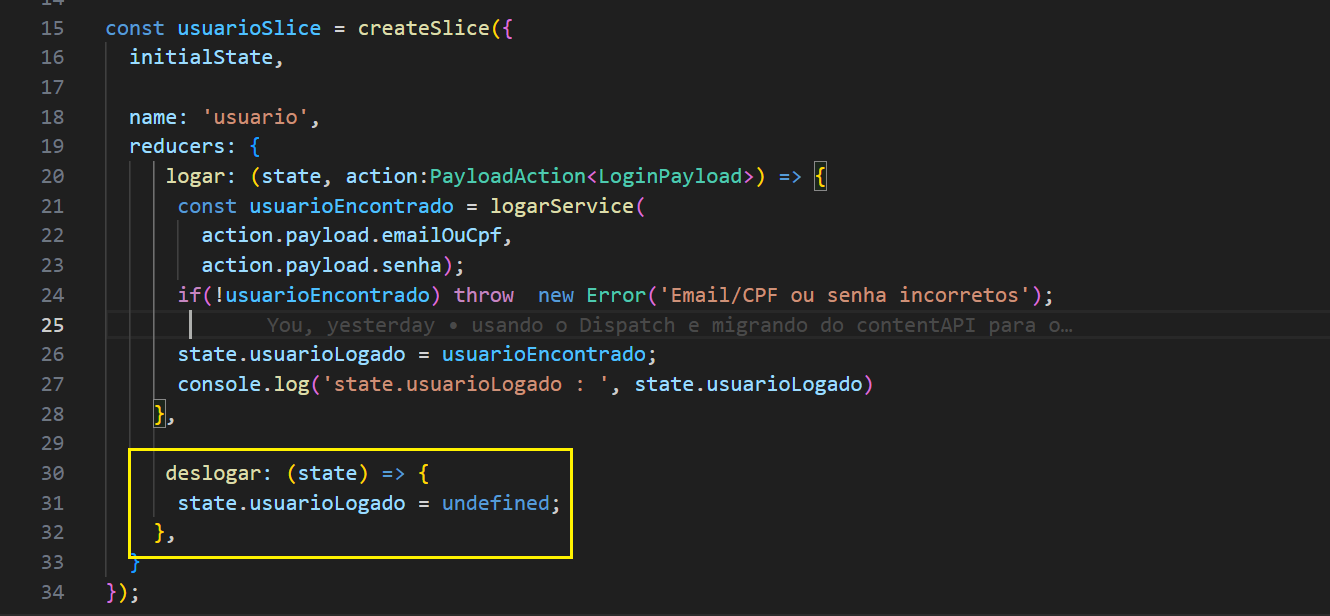 14
15 const usuarioSlice = createSlice({
16 initialState,
17
18 name: 'usuario',
19 reducers: {
20 logar: (state, action:PayloadAction<LoginPayload>) => {
21 const usuarioEncontrado = logarService(
22 action.payload.emailOuCpf,
23 action.payload.senha);
24 if(!usuarioEncontrado) throw  new Error('Email/CPF ou senha incorretos');
25 You, yesterday • usando o Dispatch e migrando do contentAPI para o…
26 state.usuarioLogado = usuarioEncontrado;
27 console.log('state.usuarioLogado : ', state.usuarioLogado)
28 },
29
30 deslogar: (state) => {
31 state.usuarioLogado = undefined;
32 },
33 }
34 });